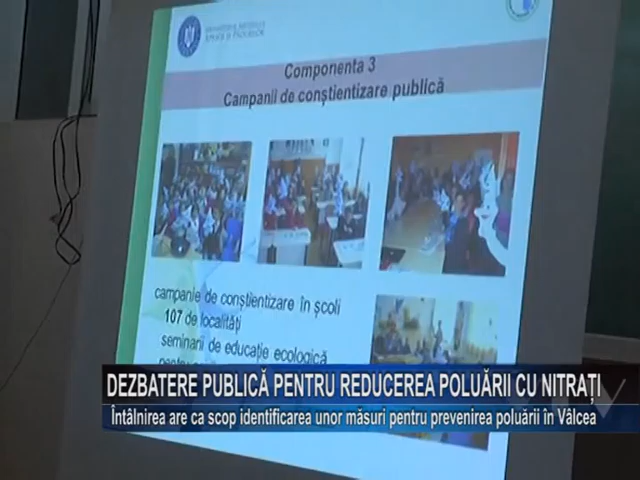 Componenta 3
Campanii de conștientizare publică
campanie de conștientizare în școli
107 de localități
seminarii de educație ecologică
DEZBATERE PUBLICĂ PENTRU REDUCEREA POLUĂRII CU NITRAȚI
Întâlnirea are ca scop identificarea unor măsuri pentru prevenirea poluării în Vâlcea